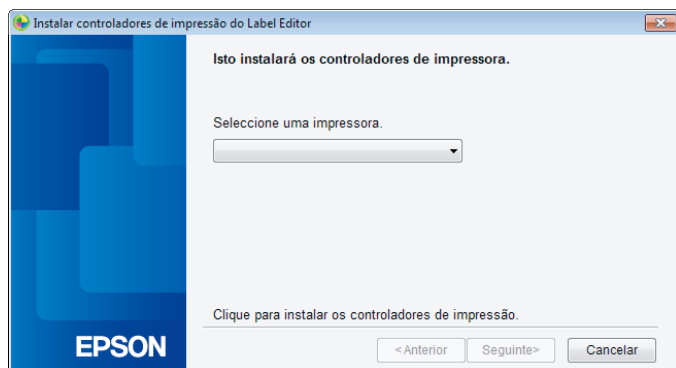 Instalar controladores de impressão do Label Editor
Isto instalará os controladores de impressora.
Seleccione uma impressora.
Clique para instalar os controladores de impressão.
EPSON
<Anterior
Seguinte>
Cancelar